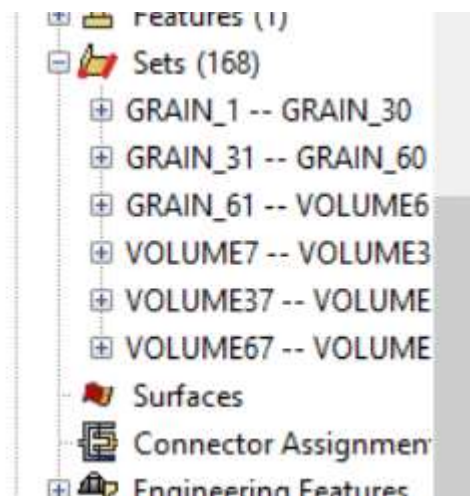 Features (1)
Sets (168)
GRAIN_1 -- GRAIN_30
GRAIN_31 -- GRAIN_60
GRAIN_61 -- VOLUME6
VOLUME7 -- VOLUME3
VOLUME37 -- VOLUME
VOLUME67 -- VOLUME
Surfaces
Connector Assignmen
Engineering Features